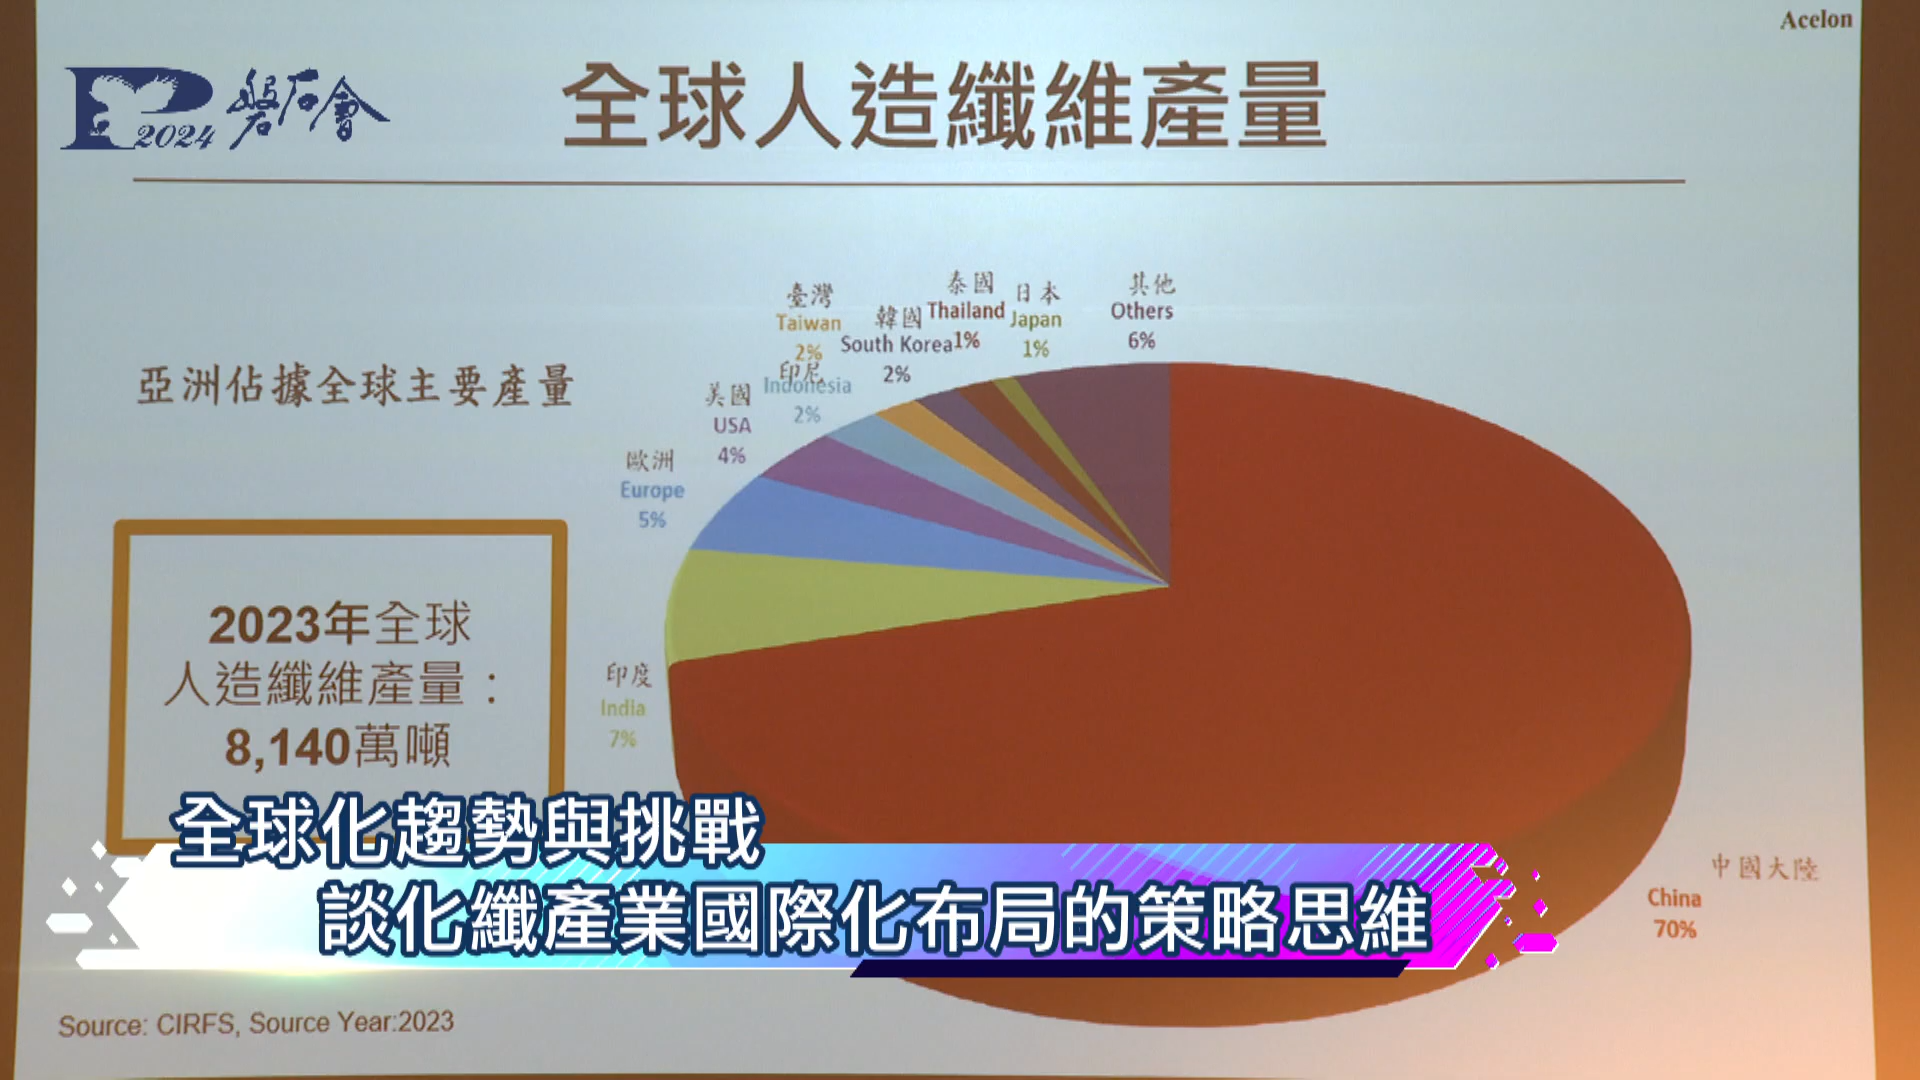 Acelon
P 2024 磐石會
全球人造纖維產量
亞洲佔據全球主要產量
2023年全球
人造纖維產量：
8,140萬噸
臺灣
Taiwan
2%
韓國
South Korea
2%
泰國
Thailand
1%
日本
Japan
1%
其他
Others
6%
印尼
Indonesia
2%
美國
USA
4%
歐洲
Europe
5%
印度
India
7%
中國大陸
China
70%
全球化趨勢與挑戰
談化纖產業國際化布局的策略思維
Source: CIRFS, Source Year:2023